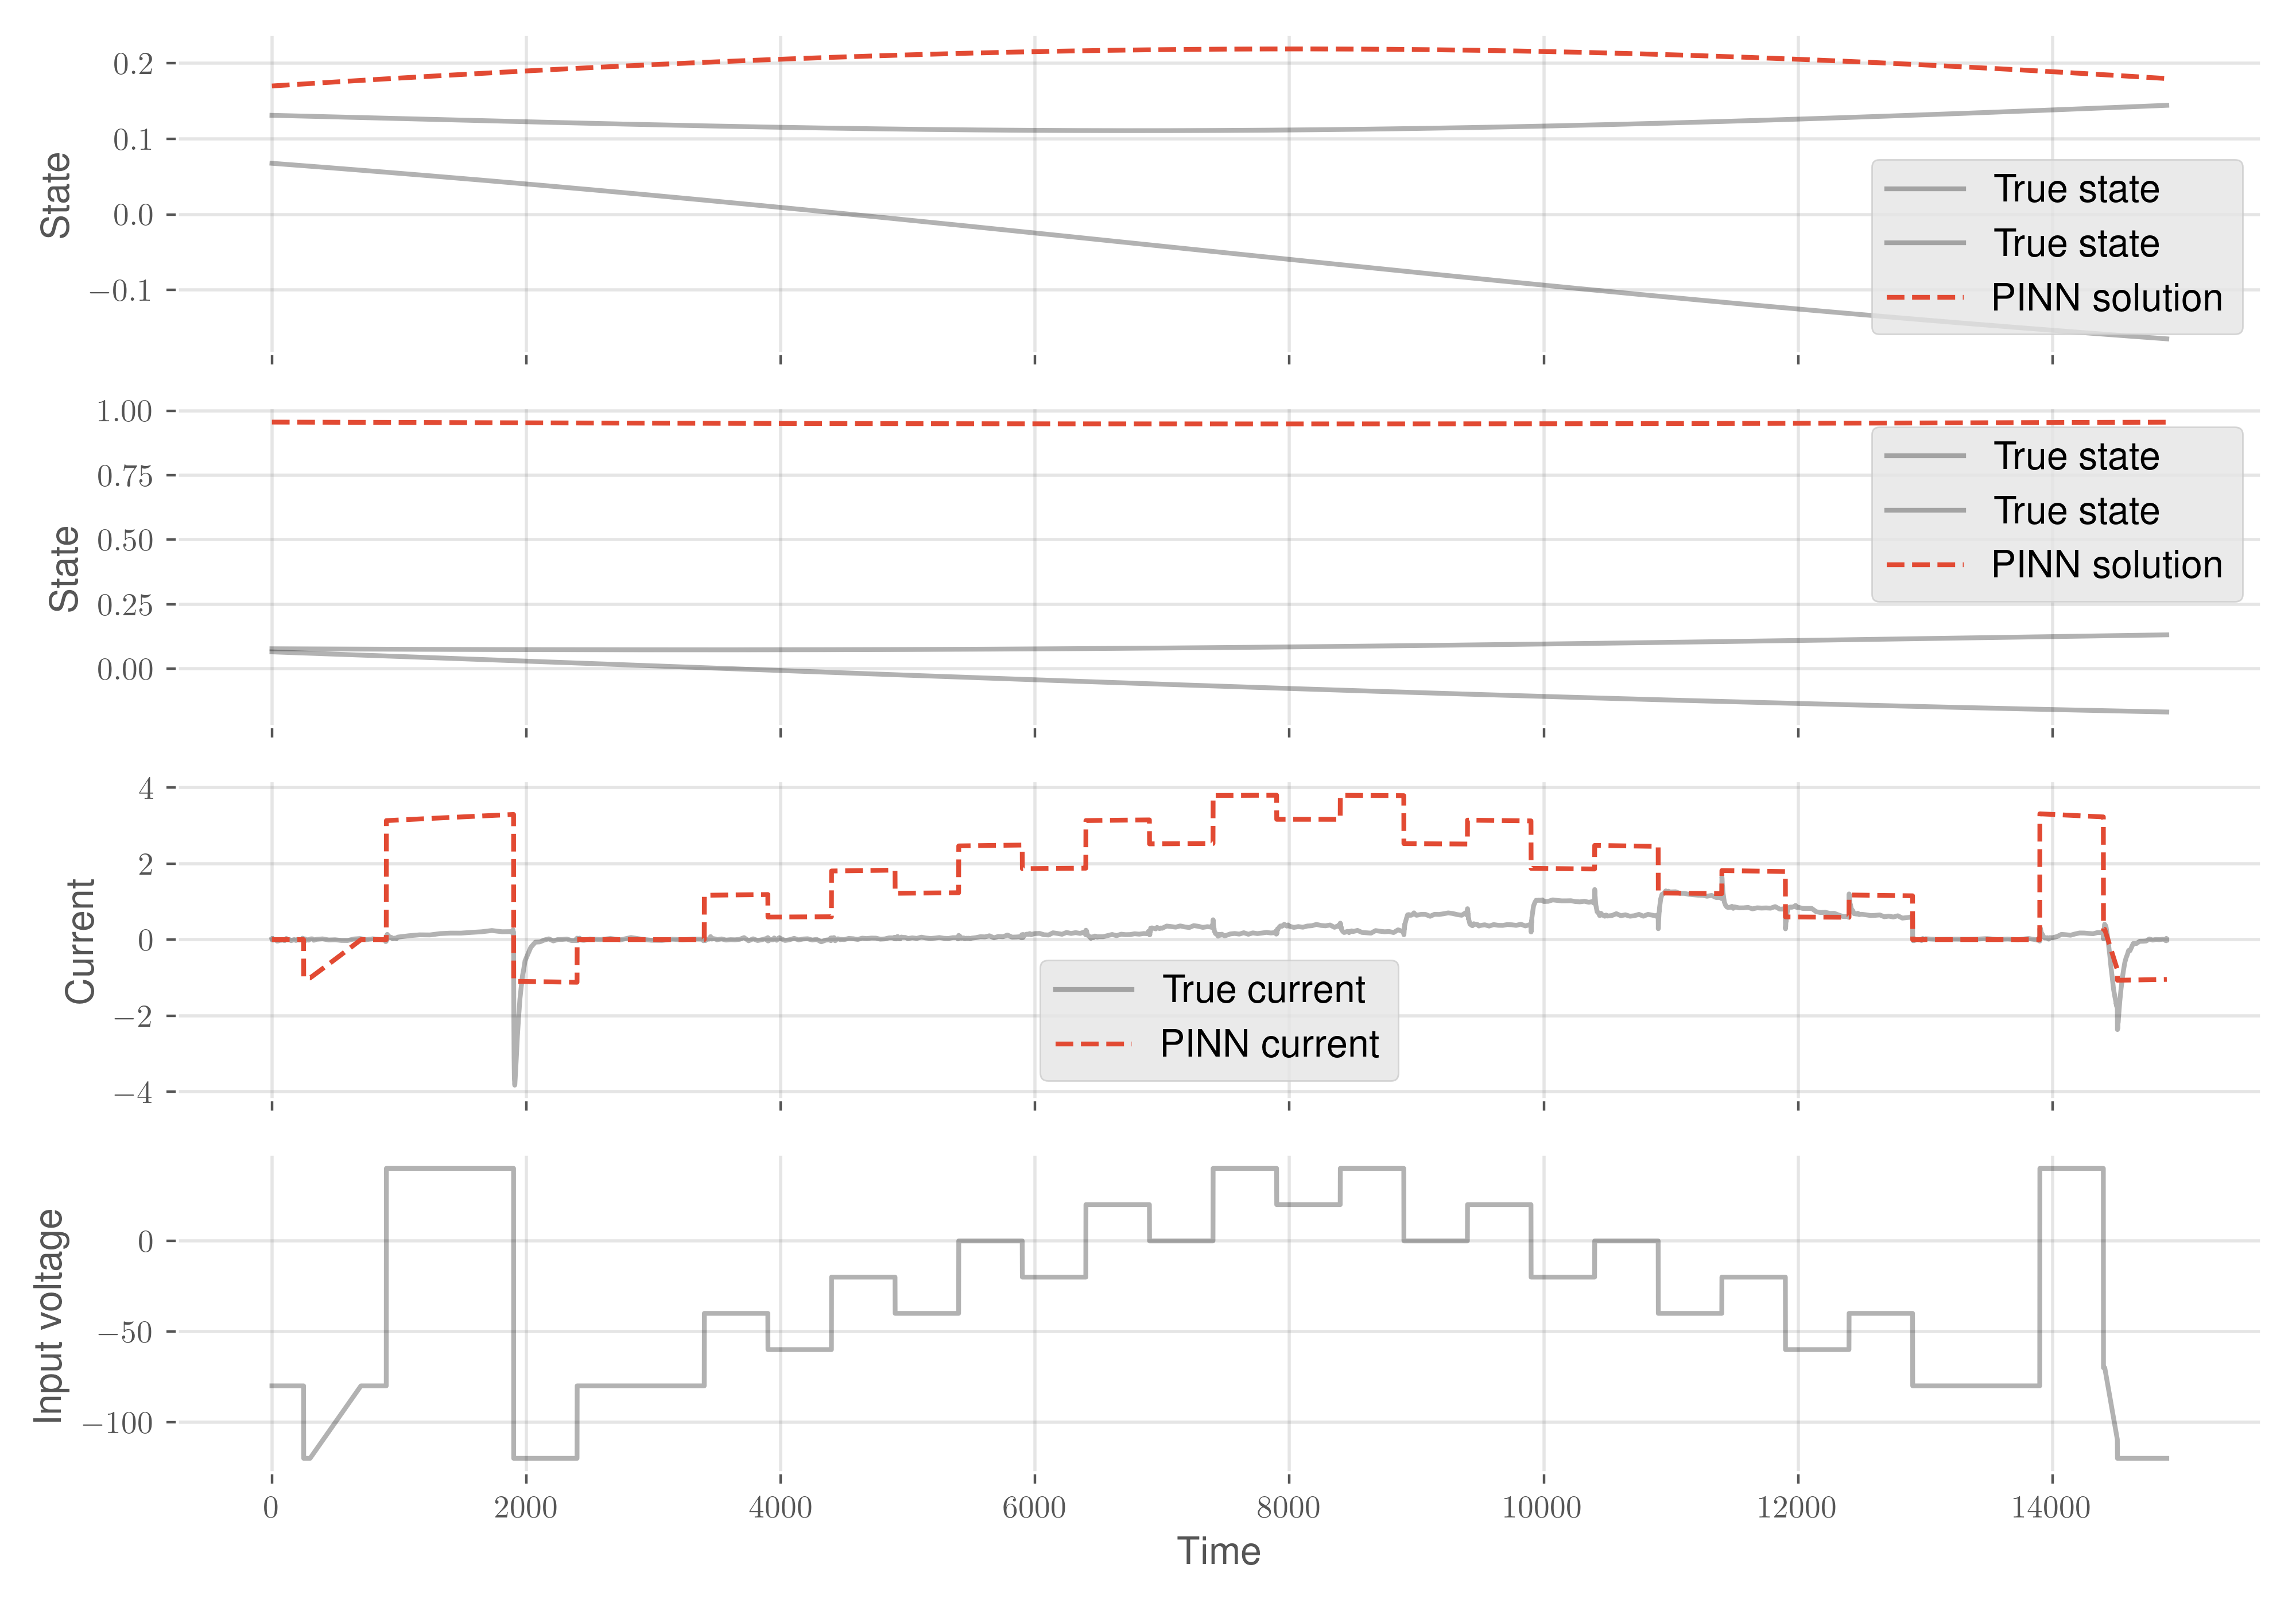 State
0.2
0.1
0.0
−0.1
True state
True state
PINN solution
State
1.00
0.75
0.50
0.25
0.00
True state
True state
PINN solution
Current
4
2
0
−2
−4
True current
PINN current
Input voltage
0
−50
−100
0 2000 4000 6000 8000 10000 12000 14000
Time